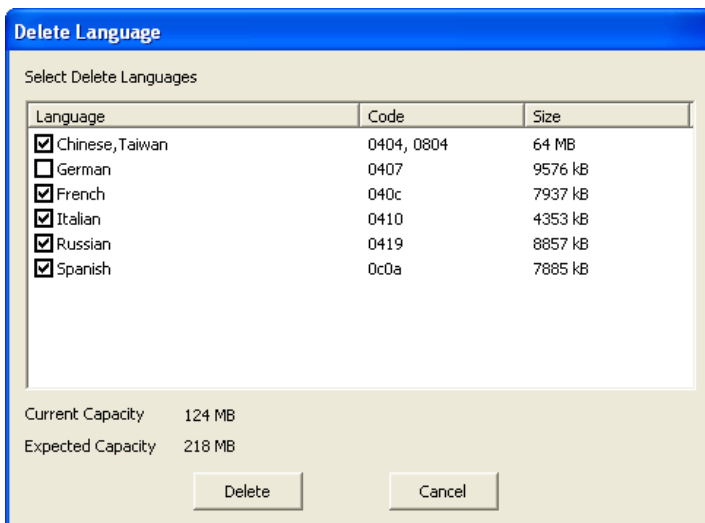 Delete Language
Select Delete Languages
Language Code Size
Chinese,Taiwan 0404, 0804 64 MB
German 0407 9576 kB
French 040c 7937 kB
Italian 0410 4353 kB
Russian 0419 8857 kB
Spanish 0c0a 7885 kB
Current Capacity 124 MB
Expected Capacity 218 MB
Delete Cancel